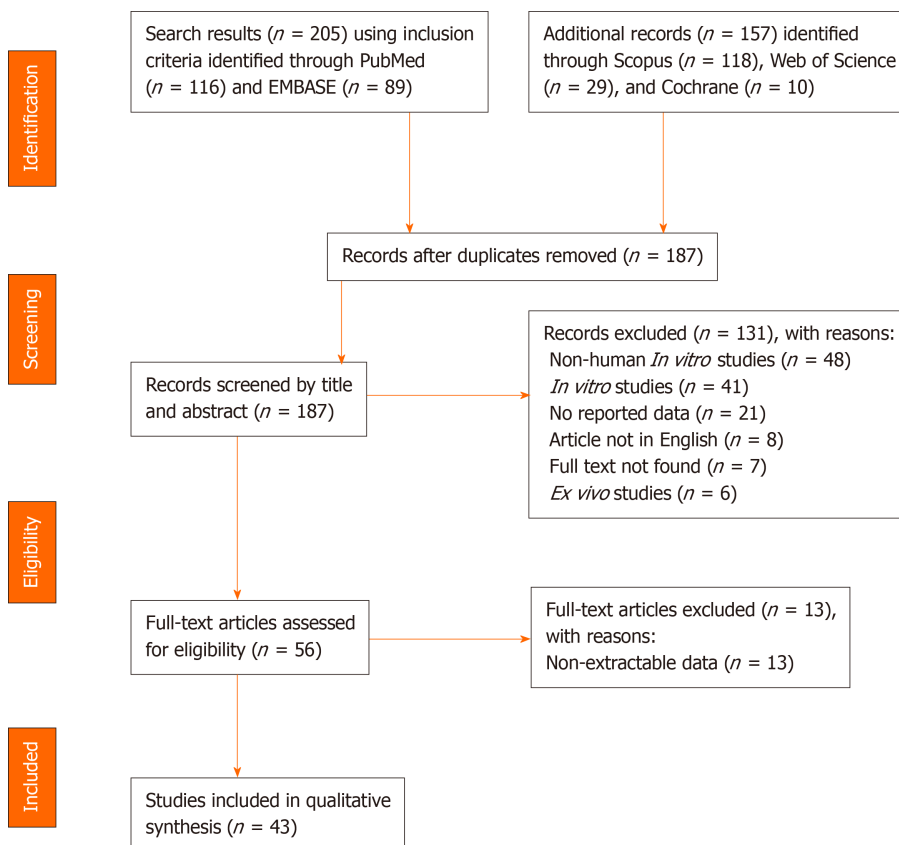 Identification
Search results (n = 205) using inclusion
criteria identified through PubMed
(n = 116) and EMBASE (n = 89)
Additional records (n = 157) identified
through Scopus (n = 118), Web of Science
(n = 29), and Cochrane (n = 10)
Records after duplicates removed (n = 187)
Screening
Records screened by title
and abstract (n = 187)
Records excluded (n = 131), with reasons:
Non-human In vitro studies (n = 48)
In vitro studies (n = 41)
No reported data (n = 21)
Article not in English (n = 8)
Full text not found (n = 7)
Ex vivo studies (n = 6)
Eligibility
Full-text articles assessed
for eligibility (n = 56)
Full-text articles excluded (n = 13),
with reasons:
Non-extractable data (n = 13)
Included
Studies included in qualitative
synthesis (n = 43)